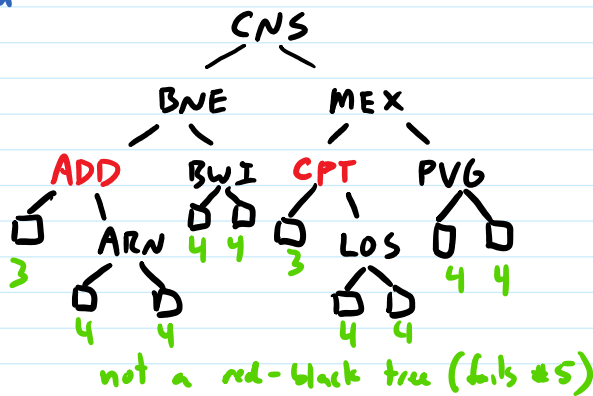 CNS
BNE MEX
ADD BWI CPT PVG
ARN 4 4 LOS
3 3 4 4
4 4 4 4
not a red-black tree (fails #5)